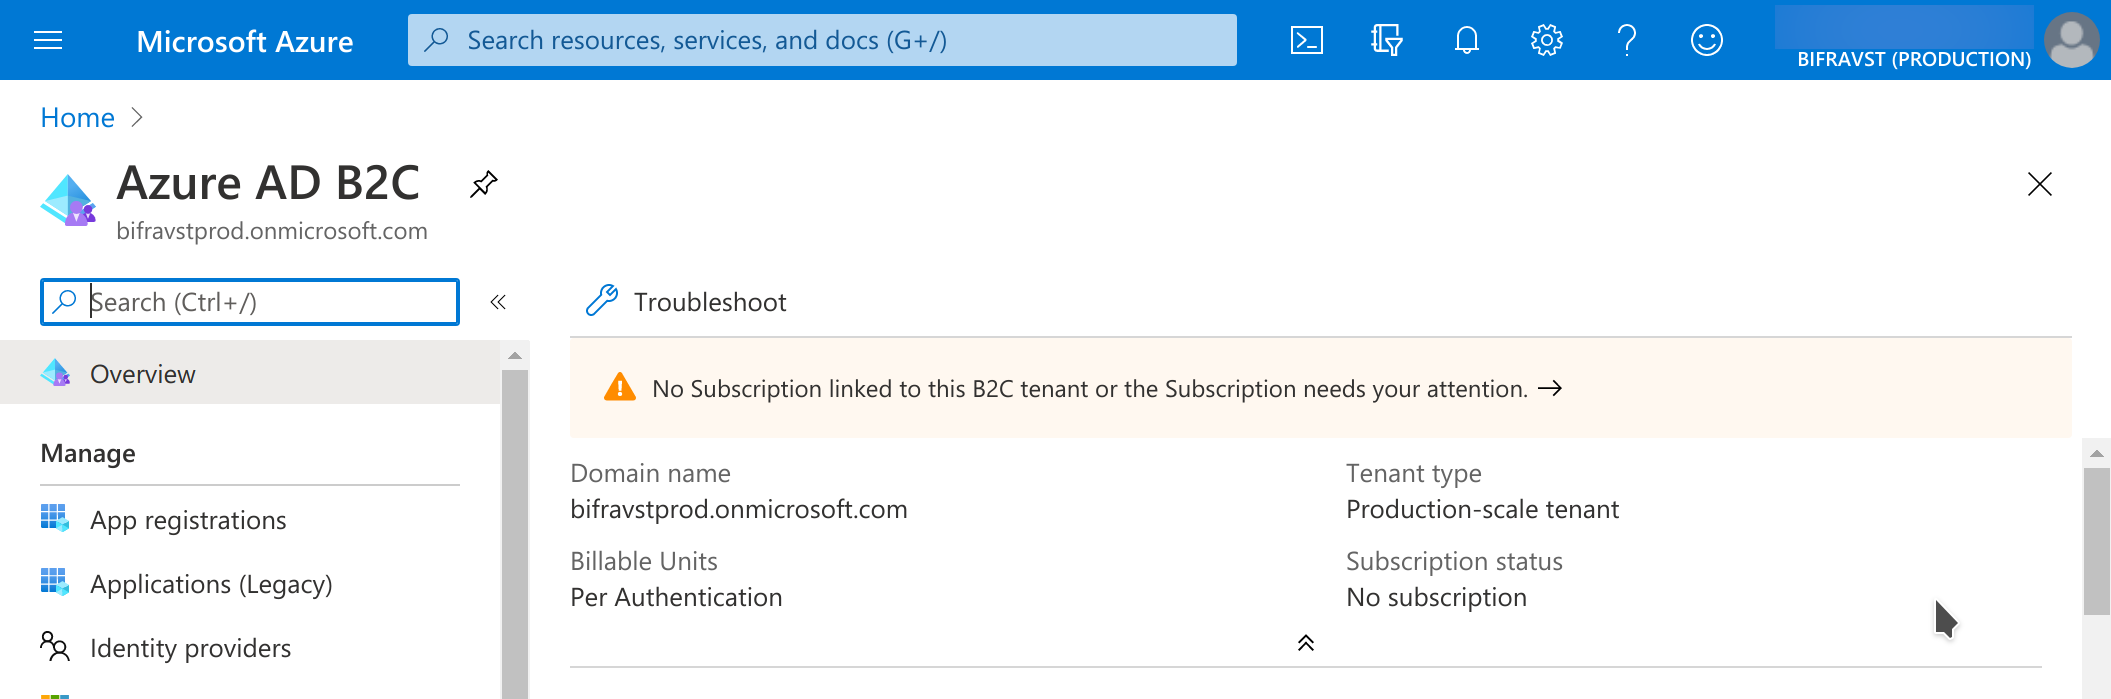 Microsoft Azure
Search resources, services, and docs (G+/)
BIFRAVST (PRODUCTION)
Home
Azure AD B2C
bifravstprod.onmicrosoft.com
Search (Ctrl+/)
Overview
Manage
App registrations
Applications (Legacy)
Identity providers
Troubleshoot
No Subscription linked to this B2C tenant or the Subscription needs your attention. →
Domain name
bifravstprod.onmicrosoft.com
Tenant type
Production-scale tenant
Billable Units
Per Authentication
Subscription status
No subscription